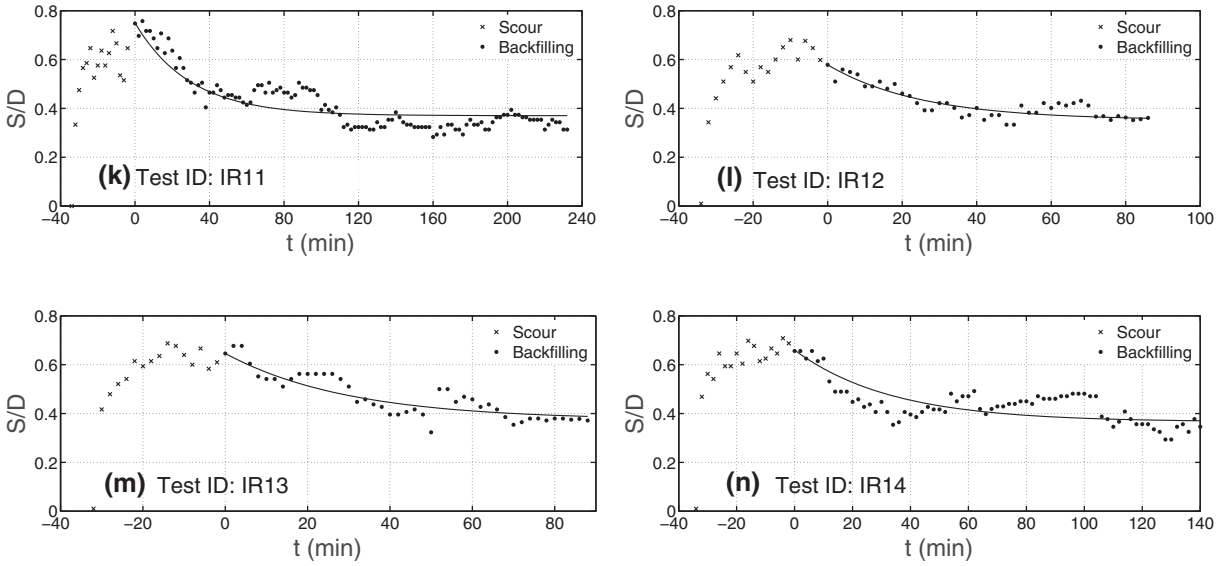 0.8 0.6 0.4 0.2 0
S/D
× Scour
• Backfilling
(k) Test ID: IR11
−40 0 40 80 120 160 200 240
t (min)
0.8 0.6 0.4 0.2 0
S/D
× Scour
• Backfilling
(l) Test ID: IR12
−40 −20 0 20 40 60 80 100
t (min)
0.8 0.6 0.4 0.2 0
S/D
× Scour
• Backfilling
(m) Test ID: IR13
−40 −20 0 20 40 60 80
t (min)
0.8 0.6 0.4 0.2 0
S/D
× Scour
• Backfilling
(n) Test ID: IR14
−40 −20 0 20 40 60 80 100 120 140
t (min)